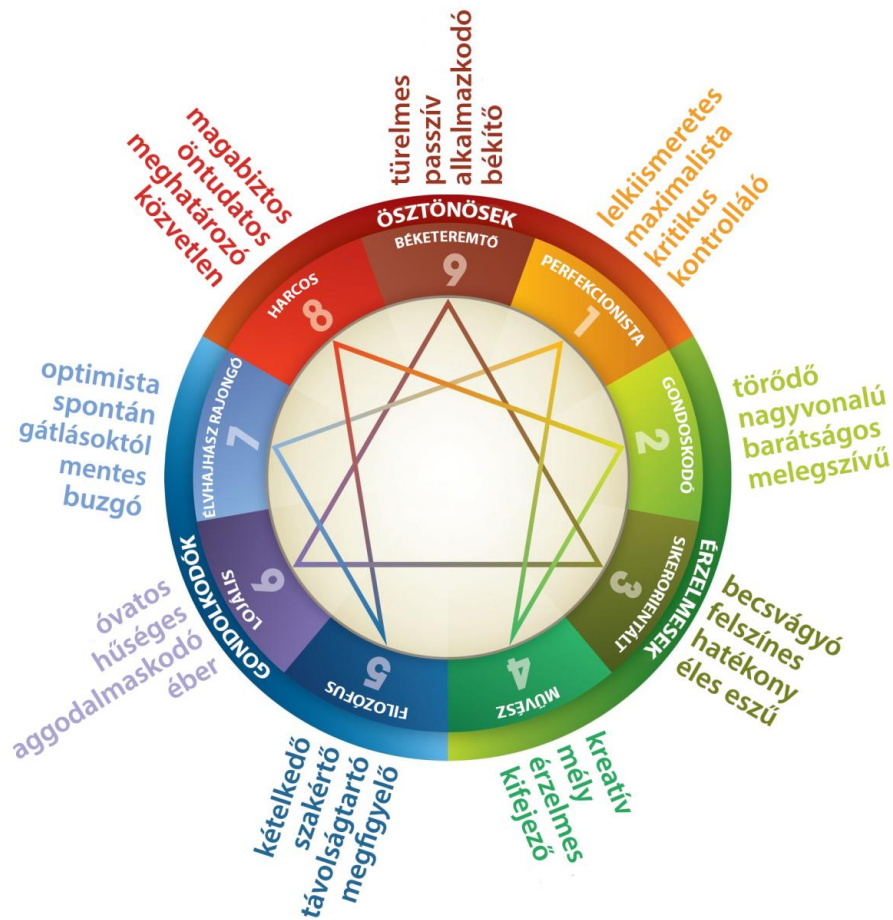 türelmes
passzív
alkalmazkodó
békítő
lelkiismeretes
maximalista
kritikus
kontrolláló
törődő
nagyvonalú
barátságos
melegszívű
becsvágyó
felszínes
hatékony
éles eszű
kreatív
mély
érzelmes
kifejező
kételkedő
szakértő
távolságtartó
megfigyelő
óvatos
hűséges
aggodalmaskodó
éber
optimista
spontán
gátlásoktól
mentes
buzgó
magabiztos
öntudatos
meghatározó
közvetlen
ÖSZTÖNÖSEK
ÉRZELMESEK
GONDOLKODÓK
BÉKETEREMTŐ
9
PERFEKCIONISTA
1
GONDOSKODÓ
2
SIKERORIENTÁLT
3
MŰVÉSZ
4
FILOZÓFUS
5
LOJÁLIS
6
ÉLVHAJHÁSZ RAJONGÓ
7
HARCOS
8